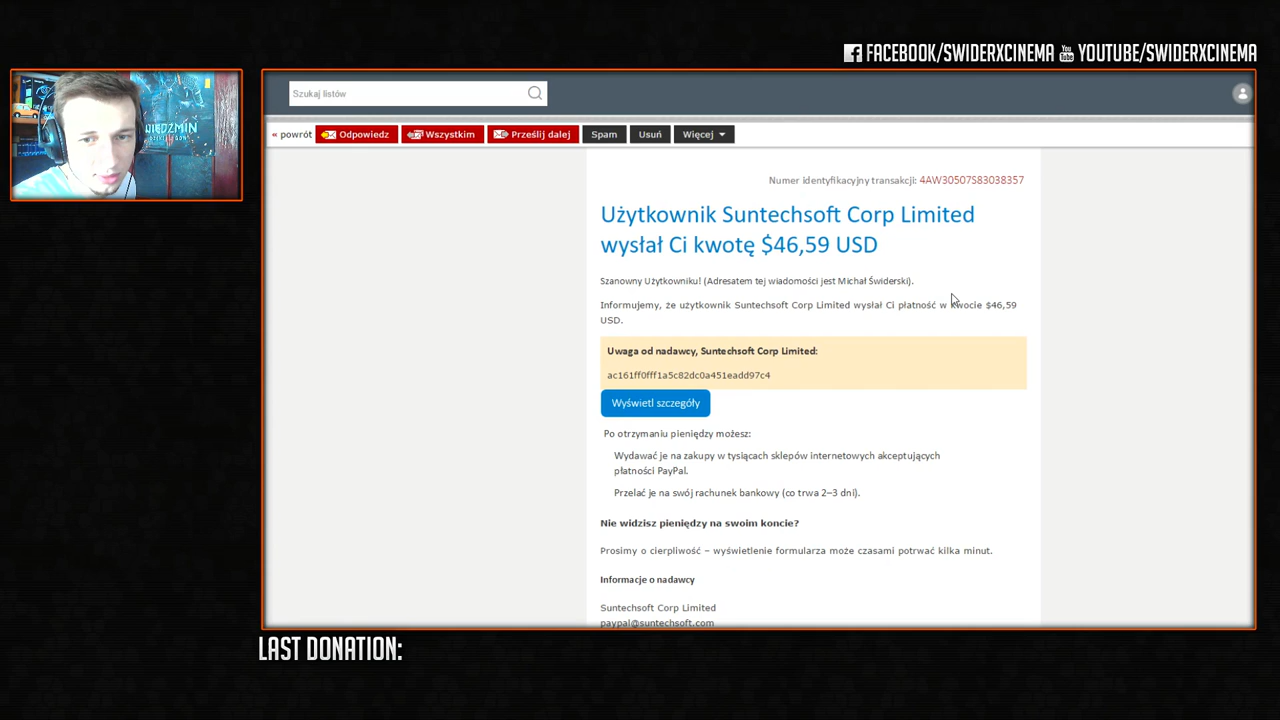 FACEBOOK/SWIDERXCINEMA YOUTUBE/SWIDERXCINEMA
Szukaj listów
« powrót Odpowiedz Wszystkim Prześlij dalej Spam Usuń Więcej
Numer identyfikacyjny transakcji: 4AW30507S83038357
Użytkownik Suntechsoft Corp Limited
wysłał Ci kwotę $46,59 USD
Szanowny Użytkowniku! (Adresatem tej wiadomości jest Michał Świderski).
Informujemy, że użytkownik Suntechsoft Corp Limited wysłał Ci płatność w kwocie $46,59
USD.
Uwaga od nadawcy, Suntechsoft Corp Limited:
ac161ff0fff1a5c82dc0a451eadd97c4
Wyświetl szczegóły
Po otrzymaniu pieniędzy możesz:
Wydawać je na zakupy w tysiącach sklepów internetowych akceptujących
płatności PayPal.
Przelać je na swój rachunek bankowy (co trwa 2–3 dni).
Nie widzisz pieniędzy na swoim koncie?
Prosimy o cierpliwość – wyświetlenie formularza może czasami potrwać kilka minut.
Informacje o nadawcy
Suntechsoft Corp Limited
paypal@suntechsoft.com
LAST DONATION: